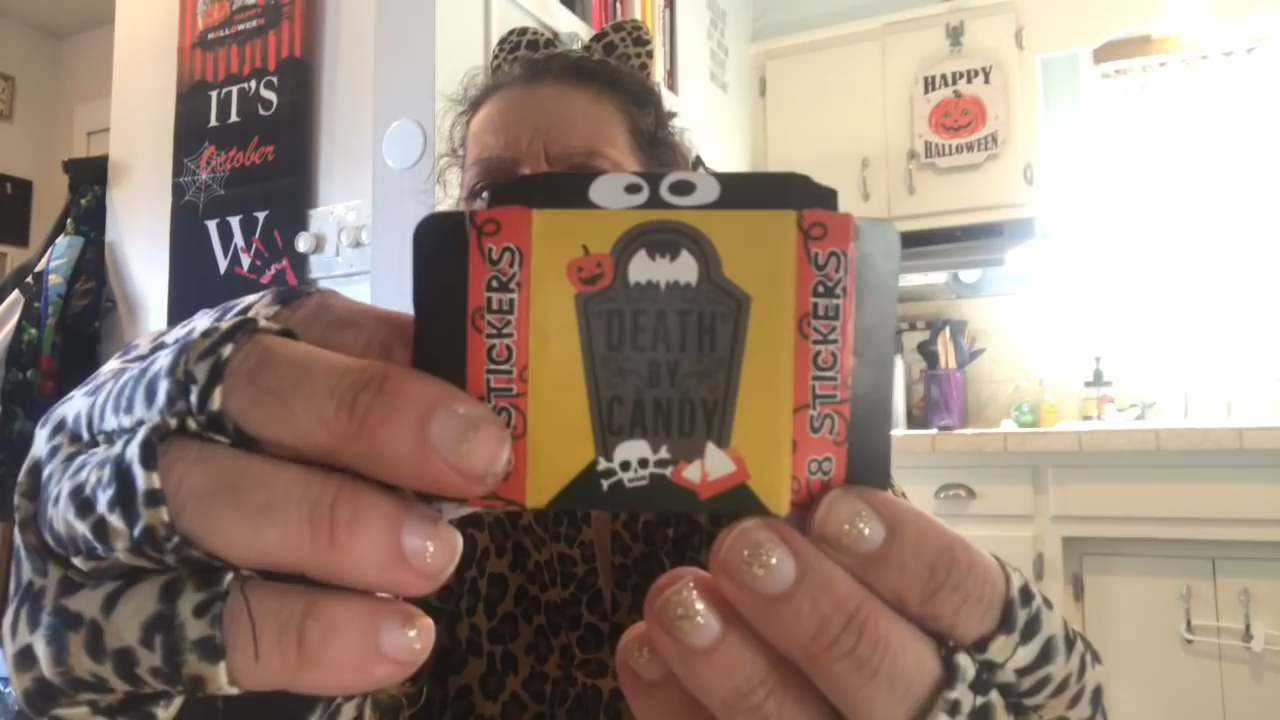 HAPPY
HALLOWEEN
IT'S
October
W
HAPPY
HALLOWEEN
STICKERS
DEATH
BY
CANDY
8 STICKERS